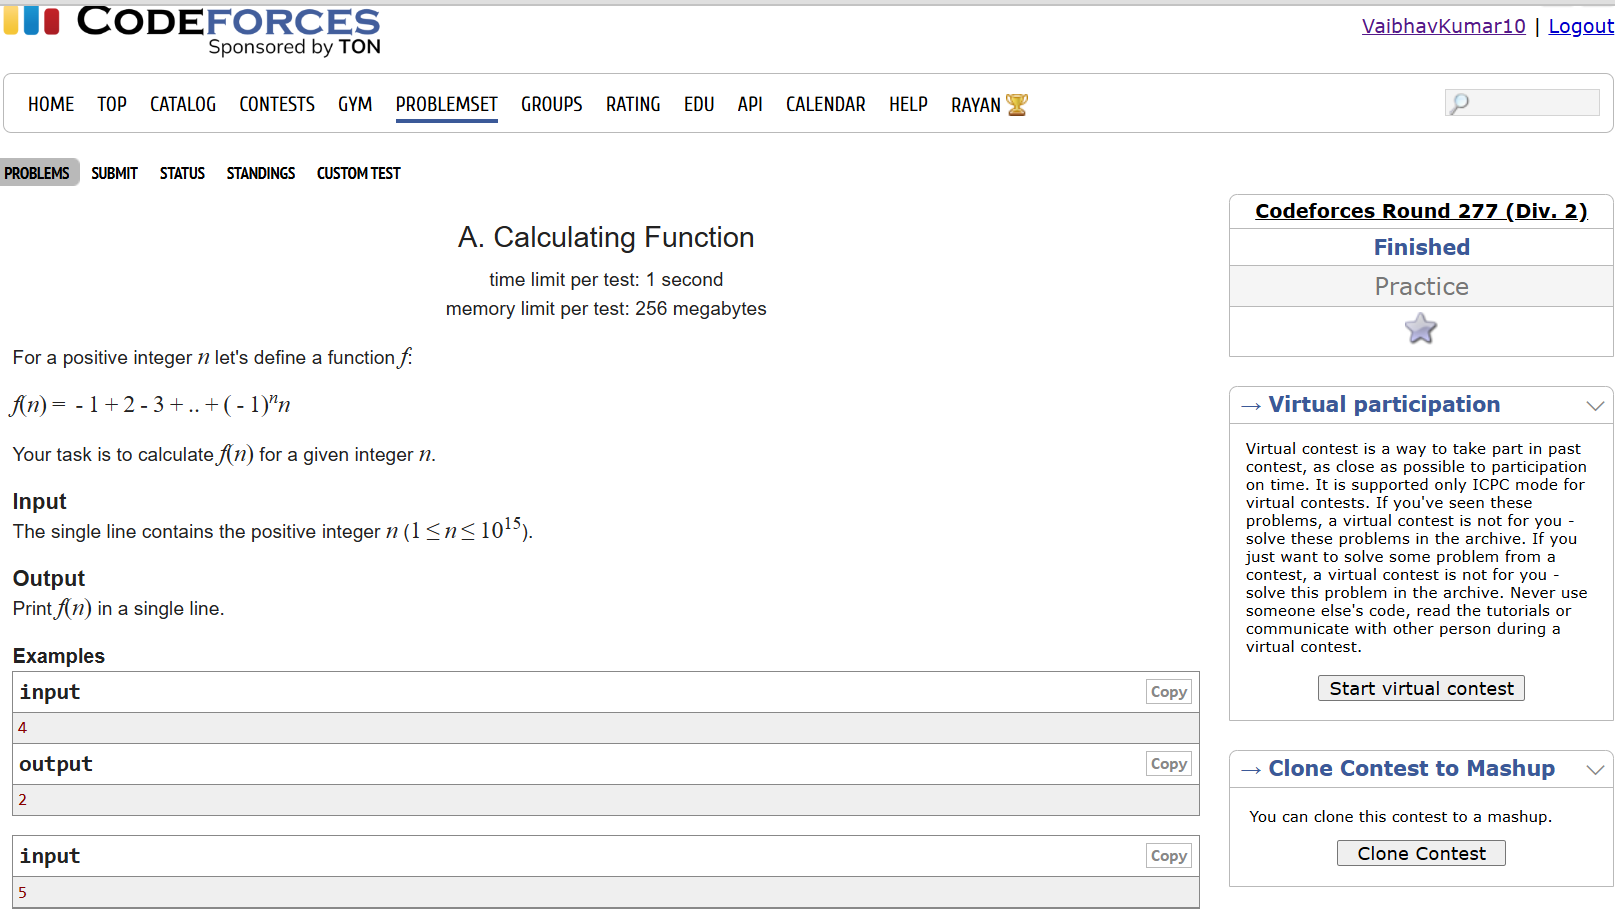 CODEFORCES
Sponsored by TON
VaibhavKumar10 | Logout
HOME TOP CATALOG CONTESTS GYM PROBLEMSET GROUPS RATING EDU API CALENDAR HELP RAYAN
PROBLEMS SUBMIT STATUS STANDINGS CUSTOM TEST
A. Calculating Function
time limit per test: 1 second
memory limit per test: 256 megabytes
For a positive integer n let's define a function f:
f(n) = - 1 + 2 - 3 + .. + ( - 1)ⁿn
Your task is to calculate f(n) for a given integer n.
Input
The single line contains the positive integer n (1 ≤ n ≤ 10¹⁵).
Output
Print f(n) in a single line.
Examples
input
Copy
4
output
Copy
2
input
Copy
5
Codeforces Round 277 (Div. 2)
Finished
Practice
→ Virtual participation
Virtual contest is a way to take part in past
contest, as close as possible to participation
on time. It is supported only ICPC mode for
virtual contests. If you've seen these
problems, a virtual contest is not for you -
solve these problems in the archive. If you
just want to solve some problem from a
contest, a virtual contest is not for you -
solve this problem in the archive. Never use
someone else's code, read the tutorials or
communicate with other person during a
virtual contest.
Start virtual contest
→ Clone Contest to Mashup
You can clone this contest to a mashup.
Clone Contest